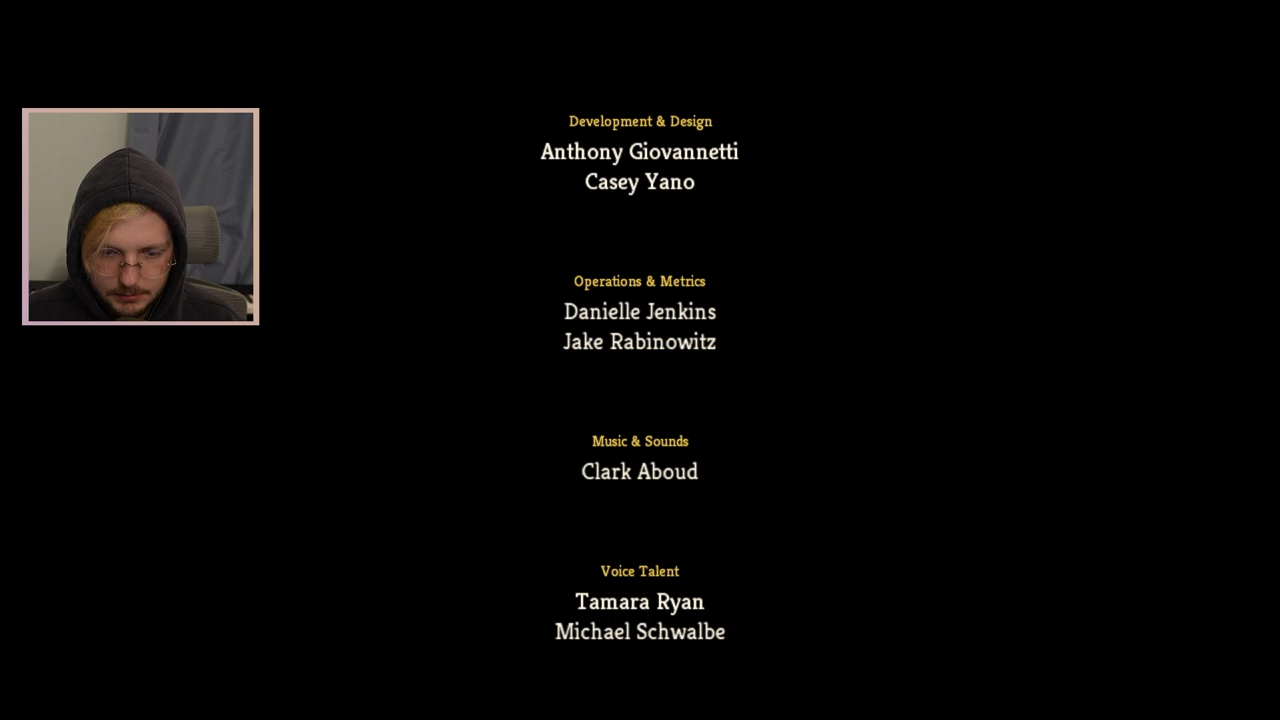 Development & Design
Anthony Giovannetti
Casey Yano
Operations & Metrics
Danielle Jenkins
Jake Rabinowitz
Music & Sounds
Clark Aboud
Voice Talent
Tamara Ryan
Michael Schwalbe